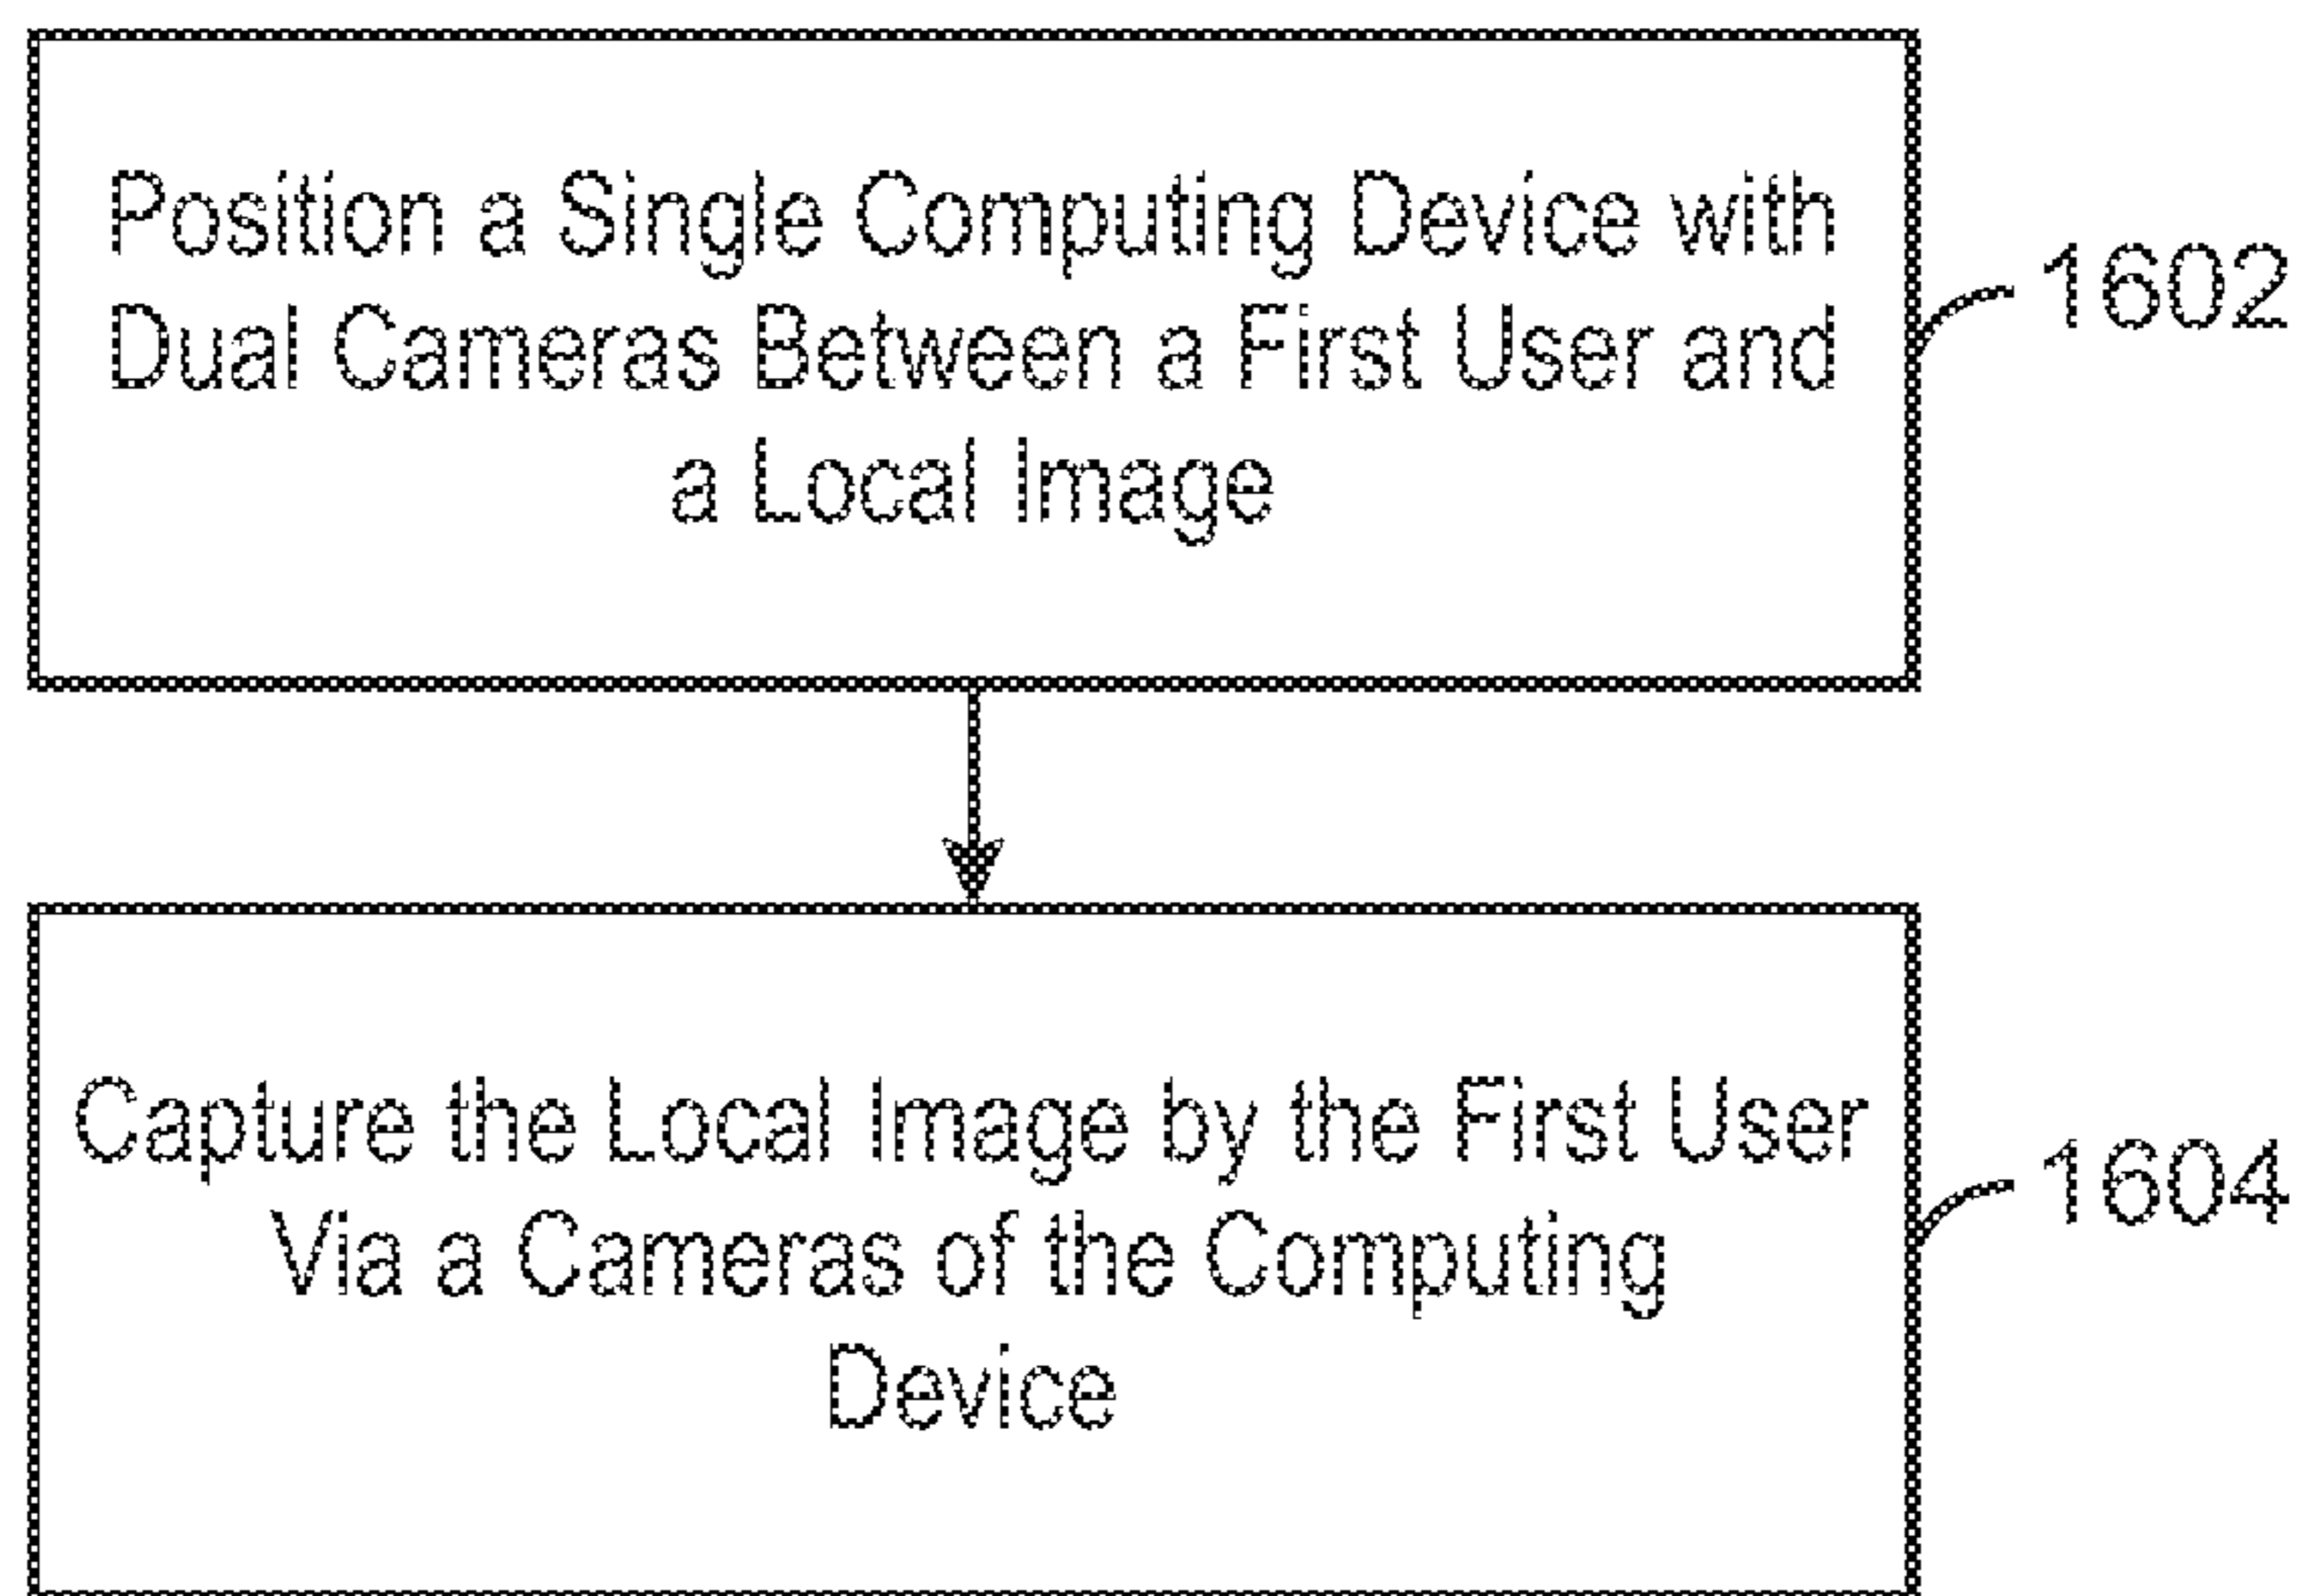 Position a Single Computing Device with
Dual Cameras Between a First User and
a Local Image
1602
Capture the Local Image by the First User
Via a Cameras of the Computing
Device
1604